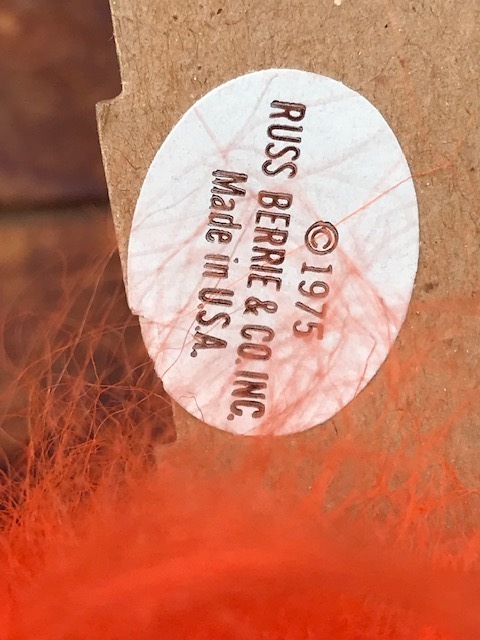 ©1975
RUSS BERRIE & CO. INC.
Made in U.S.A.